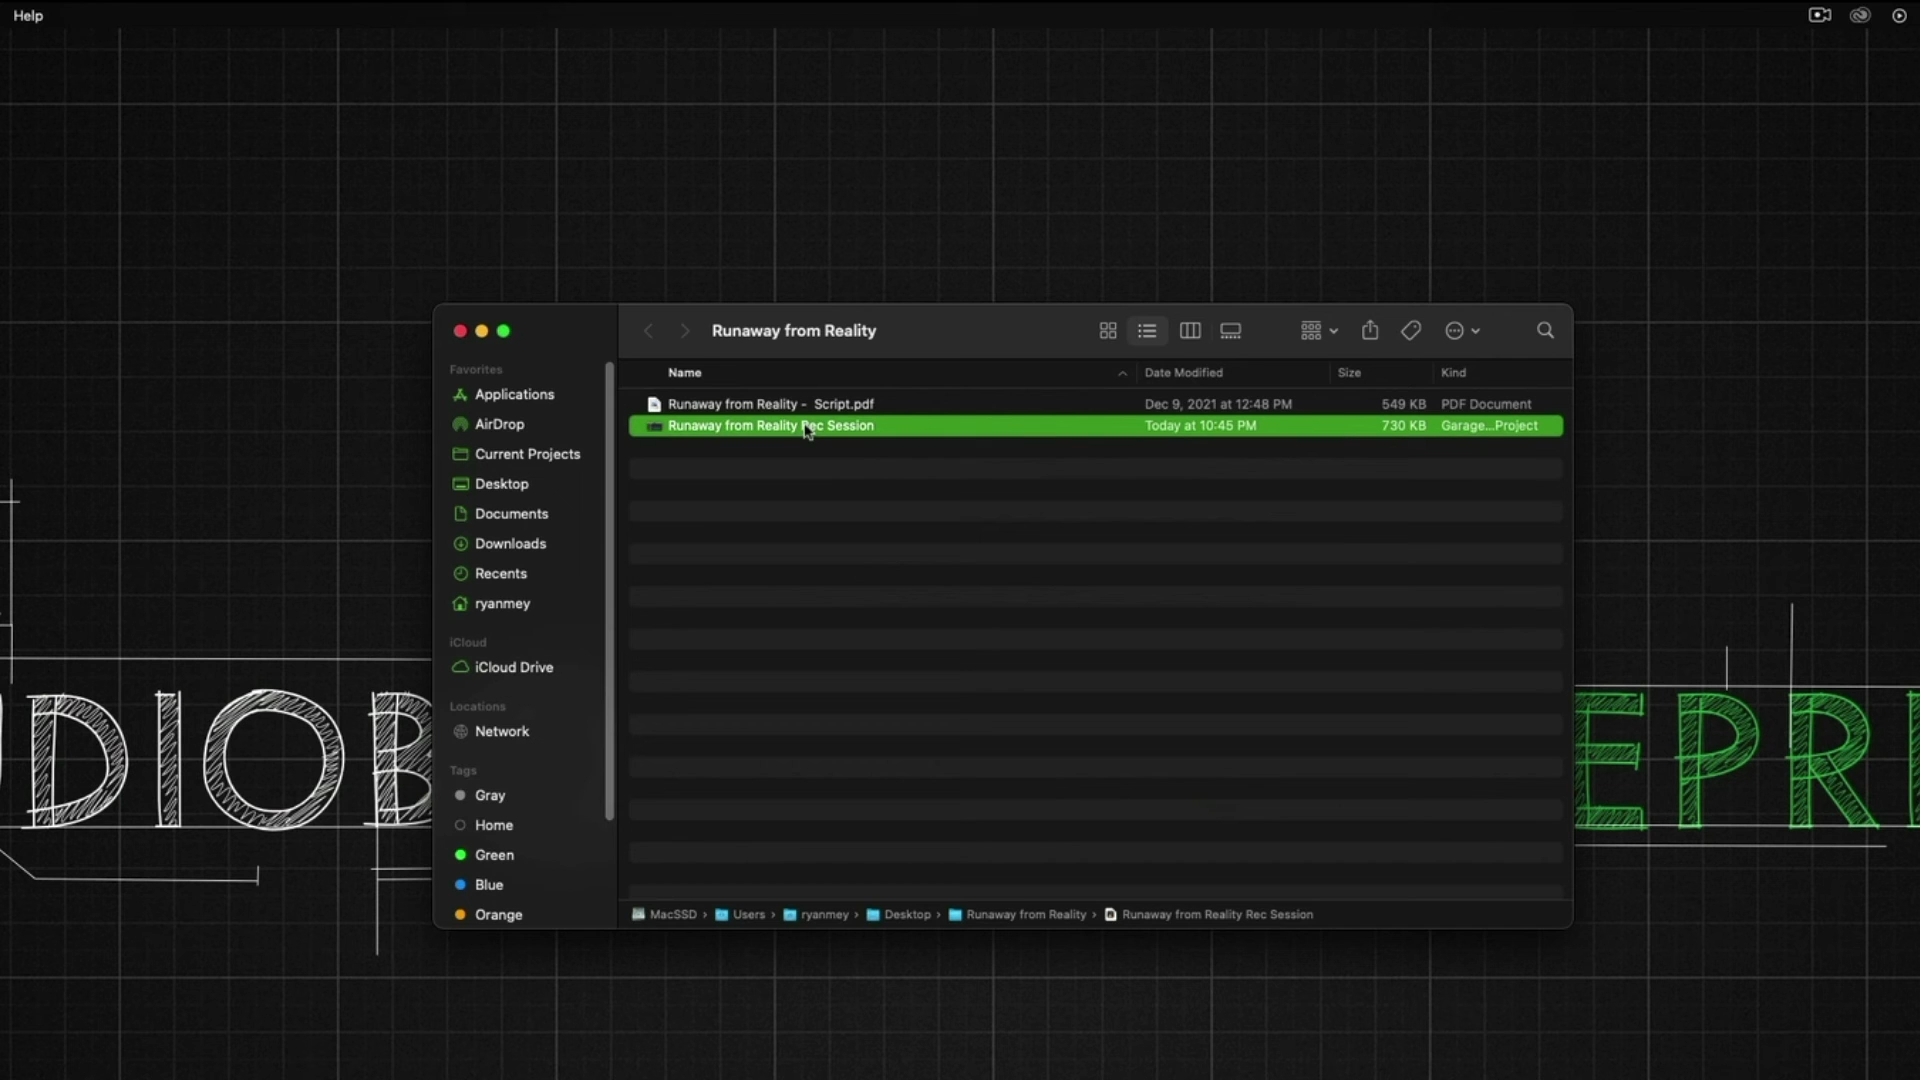 Help
Runaway from Reality
Name
Date Modified
Size
Kind
Runaway from Reality - Script.pdf
Dec 9, 2021 at 12:48 PM
549 KB
PDF Document
Runaway from Reality Rec Session
Today at 10:45 PM
730 KB
Garage...Project
Favorites
Applications
AirDrop
Current Projects
Desktop
Documents
Downloads
Recents
ryanmey
iCloud
iCloud Drive
Locations
Network
Tags
Gray
Home
Green
Blue
Orange
MacSSD › Users › ryanmey › Desktop › Runaway from Reality › Runaway from Reality Rec Session
DIOB
EPR